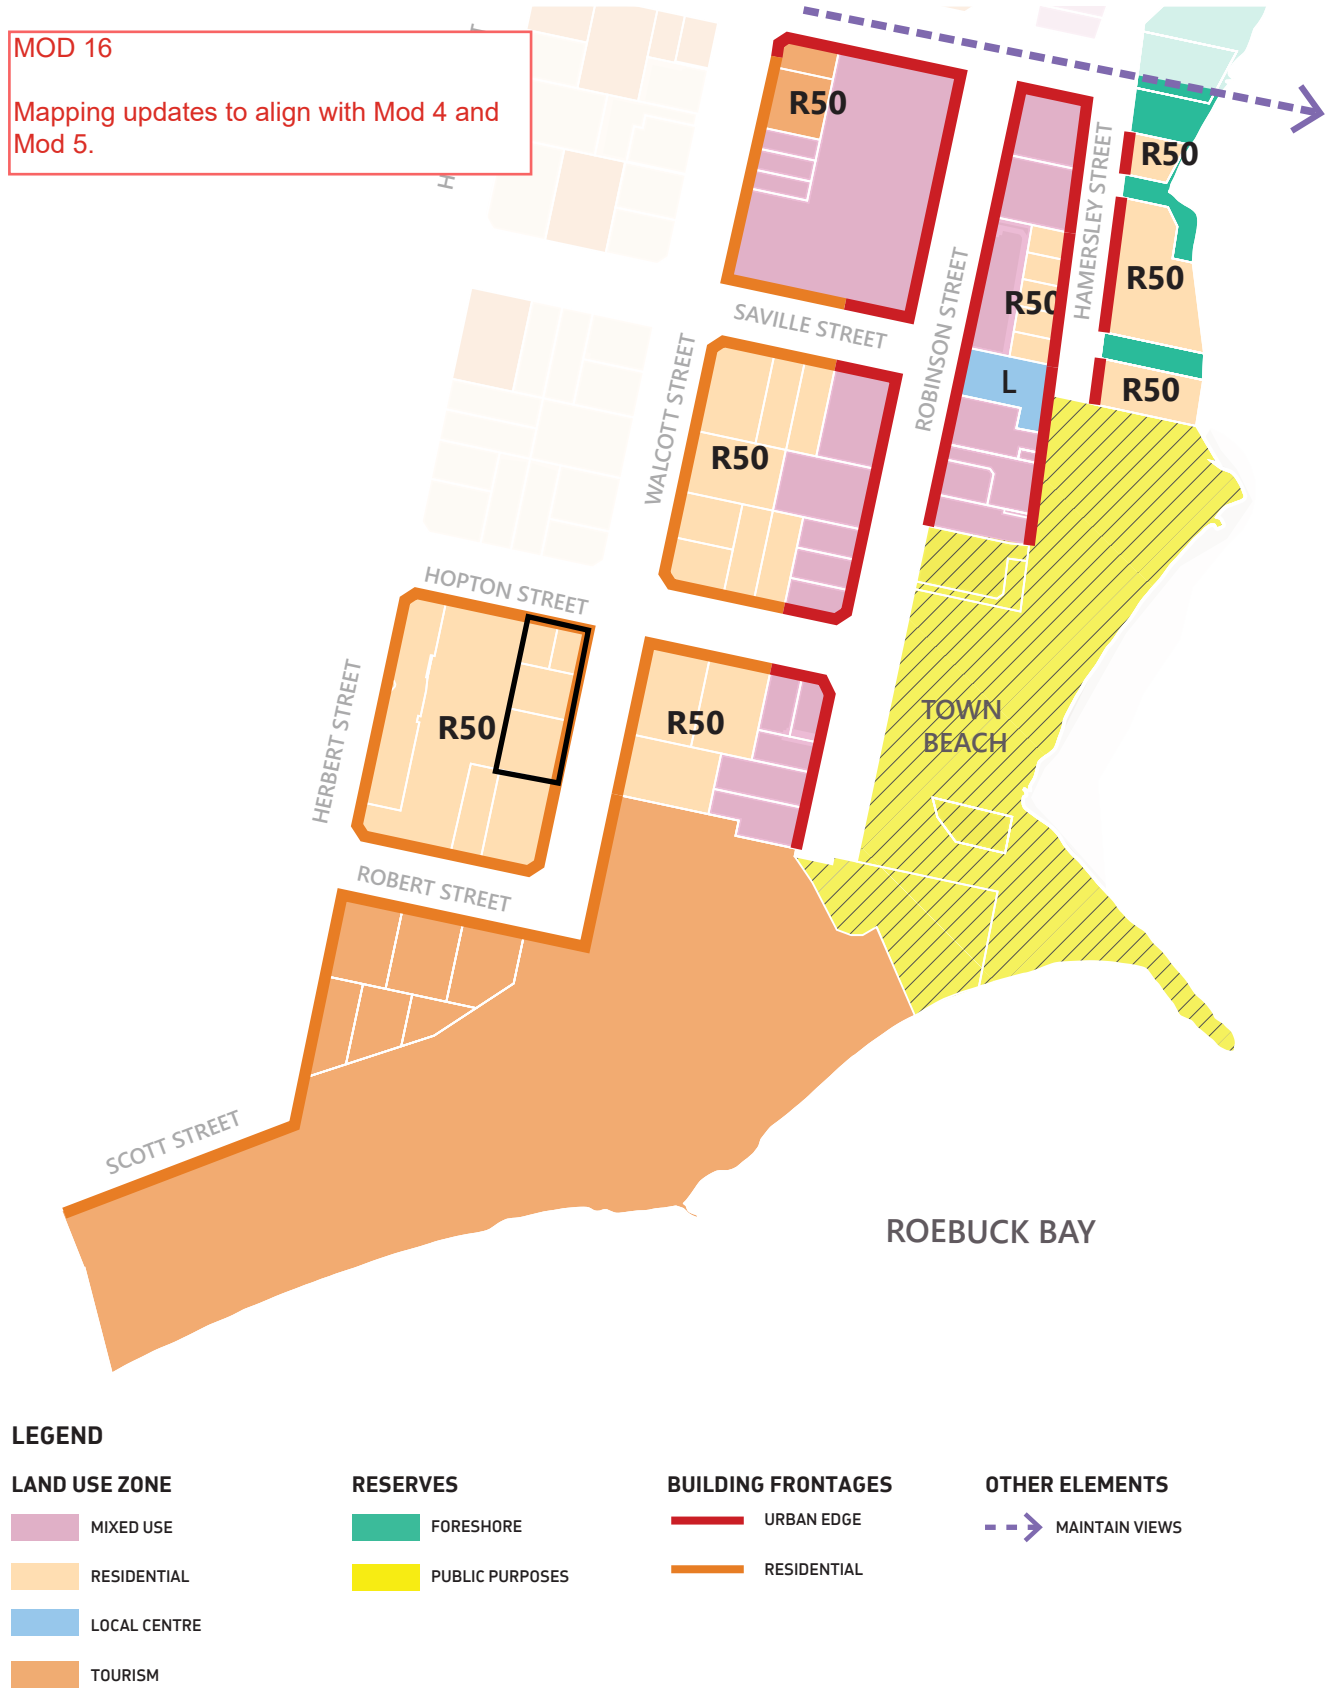 MOD 16
Mapping updates to align with Mod 4 and
Mod 5.
H
R50
R50
HAMERSLEY STREET
R50
R50
SAVILLE STREET
ROBINSON STREET
L
R50
WALCOTT STREET
R50
HOPTON STREET
HERBERT STREET
R50
R50
TOWN
BEACH
ROBERT STREET
SCOTT STREET
ROEBUCK BAY
LEGEND
LAND USE ZONE
MIXED USE
RESIDENTIAL
LOCAL CENTRE
TOURISM
RESERVES
FORESHORE
PUBLIC PURPOSES
BUILDING FRONTAGES
URBAN EDGE
RESIDENTIAL
OTHER ELEMENTS
MAINTAIN VIEWS